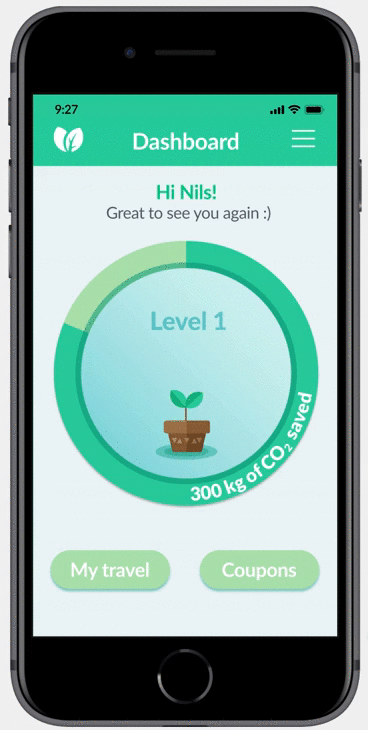 9:27
Dashboard
Hi Nils!
Great to see you again :)
Level 1
300 kg of CO₂ saved
My travel
Coupons